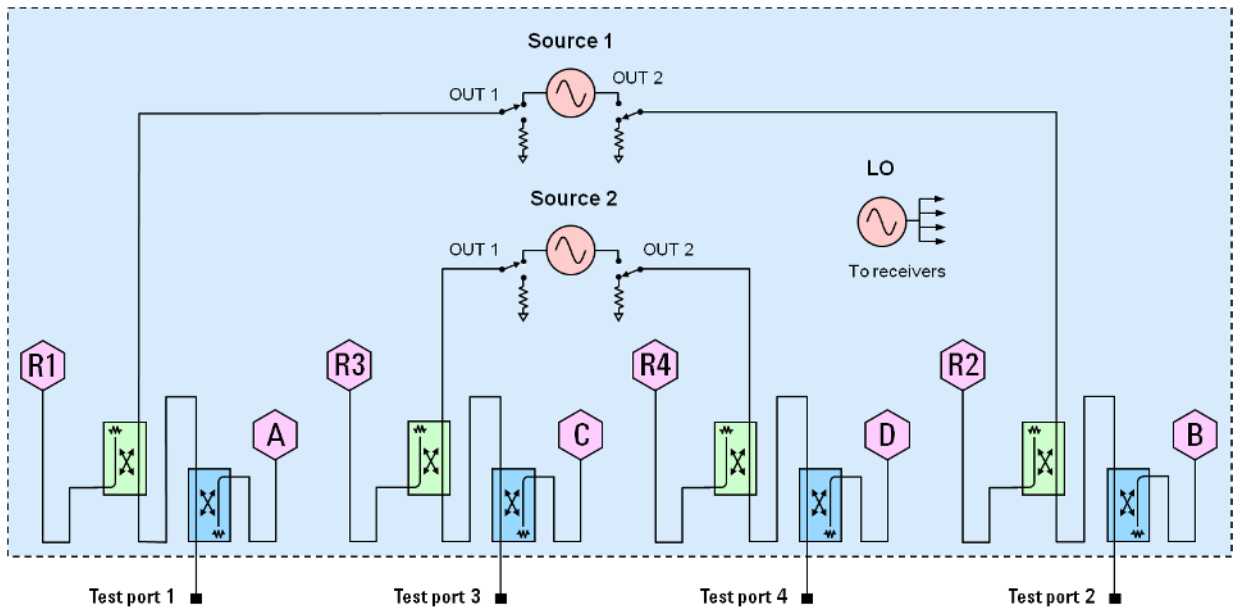 Source 1
OUT 1
OUT 2
LO
Source 2
OUT 1
OUT 2
To receivers
R1
R3
R4
R2
A
C
D
B
Test port 1
Test port 3
Test port 4
Test port 2